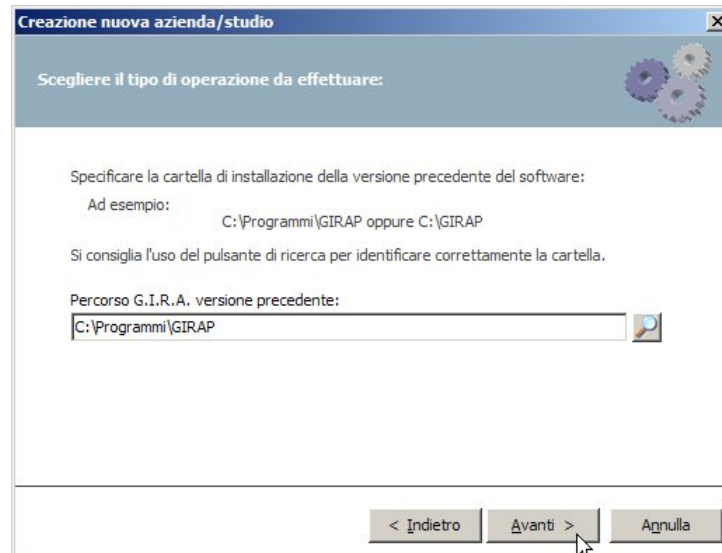 Creazione nuova azienda/studio
Scegliere il tipo di operazione da effettuare:
Specificare la cartella di installazione della versione precedente del software:
Ad esempio:
C:\Programmi\GIRAP oppure C:\GIRAP
Si consiglia l'uso del pulsante di ricerca per identificare correttamente la cartella.
Percorso G.I.R.A. versione precedente:
C:\Programmi\GIRAP
< Indietro Avanti > Annulla